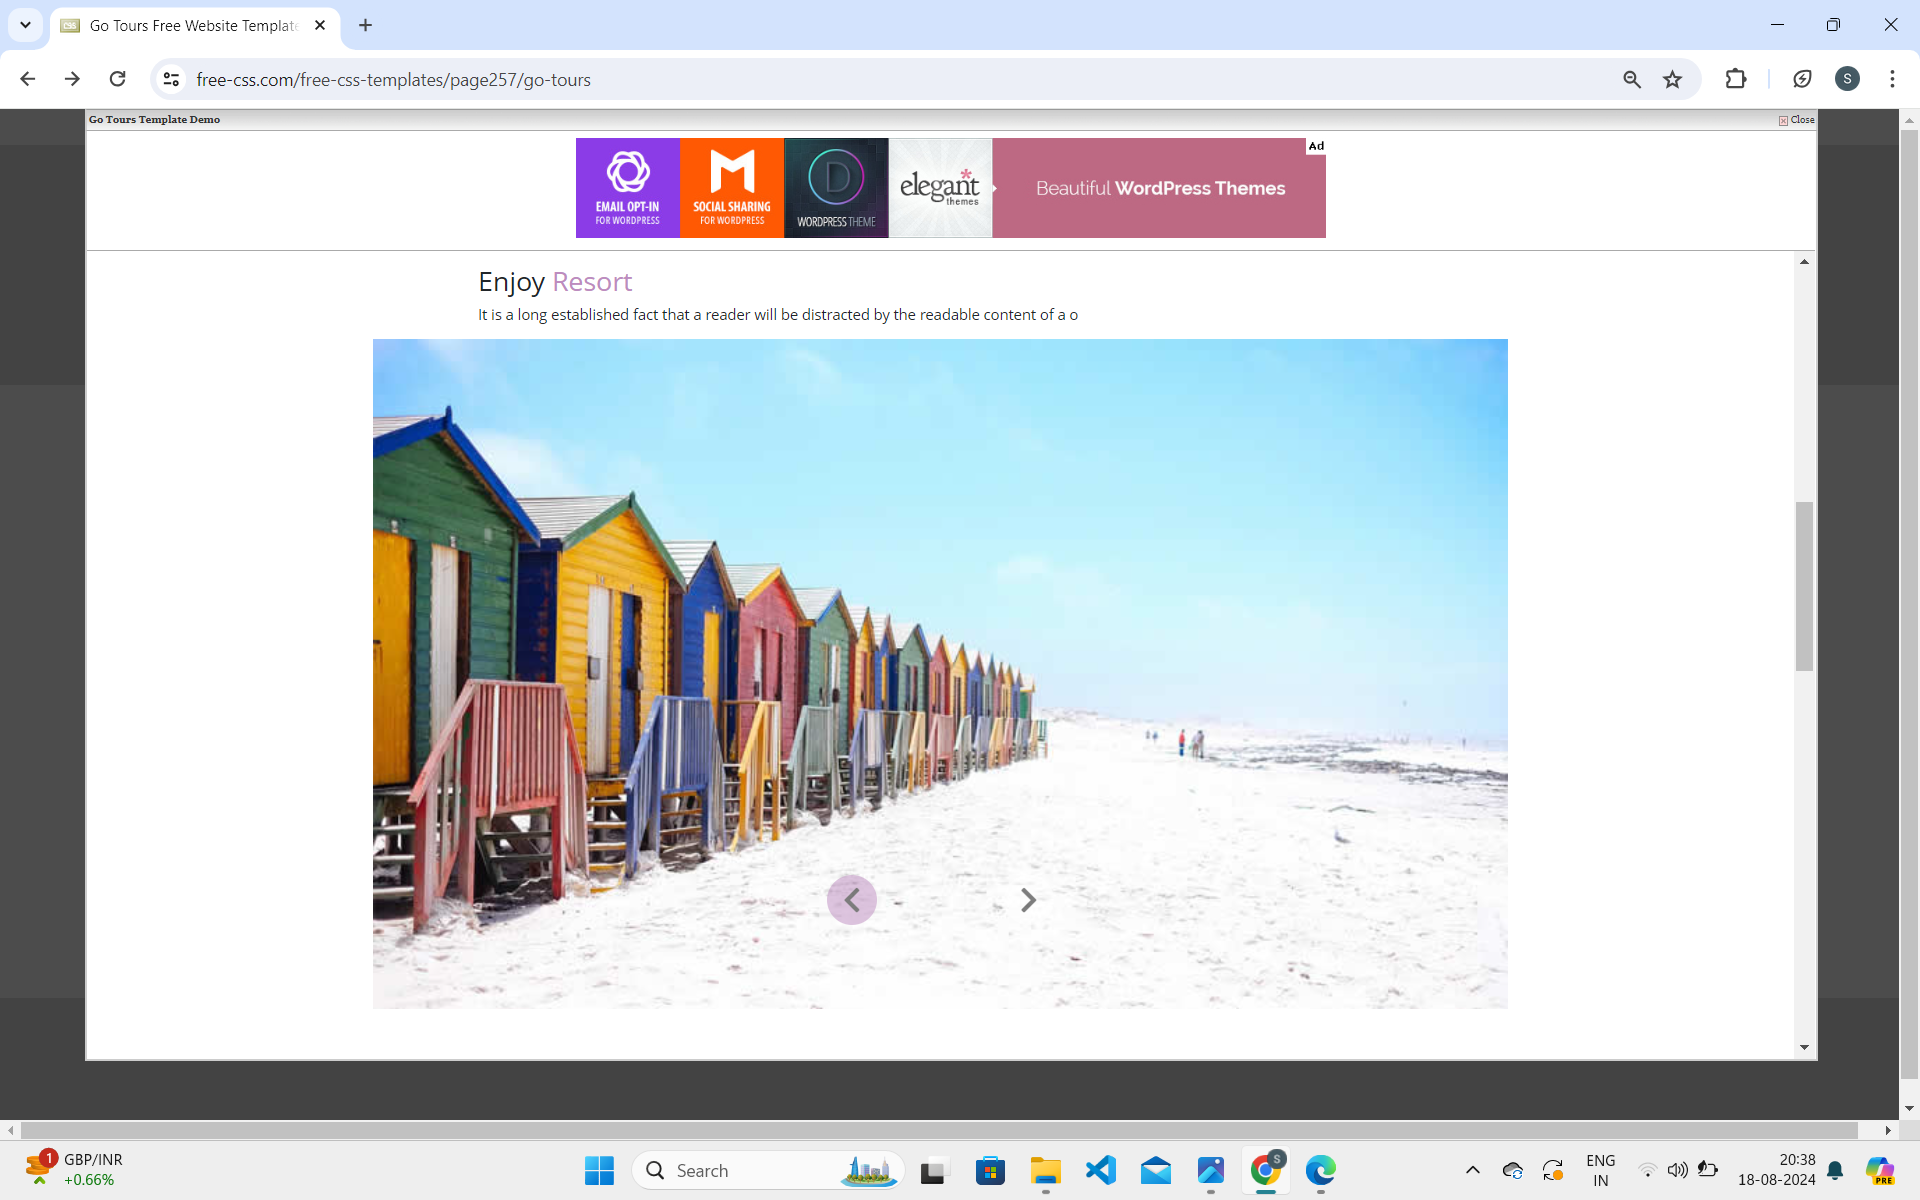 Go Tours Free Website Template
free-css.com/free-css-templates/page257/go-tours
S
Go Tours Template Demo
Close
EMAIL OPT-IN
FOR WORDPRESS
SOCIAL SHARING
FOR WORDPRESS
D
WORDPRESS THEME
elegant
themes
Beautiful WordPress Themes
Ad
Enjoy Resort
It is a long established fact that a reader will be distracted by the readable content of a o
1
GBP/INR
+0.66%
Search
S
ENG
IN
20:38
18-08-2024
PRE